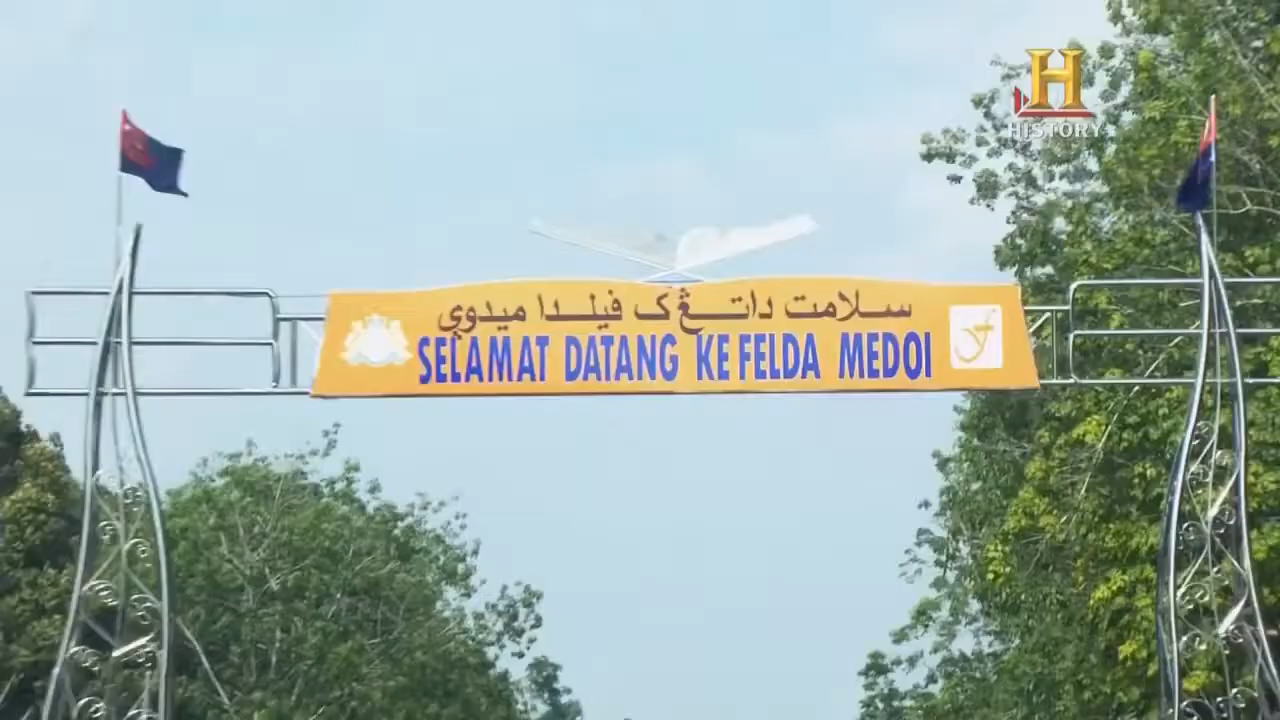 H
HISTORY
سلامت داتڠ ک فيلدا ميدوي
SELAMAT DATANG KE FELDA MEDOI